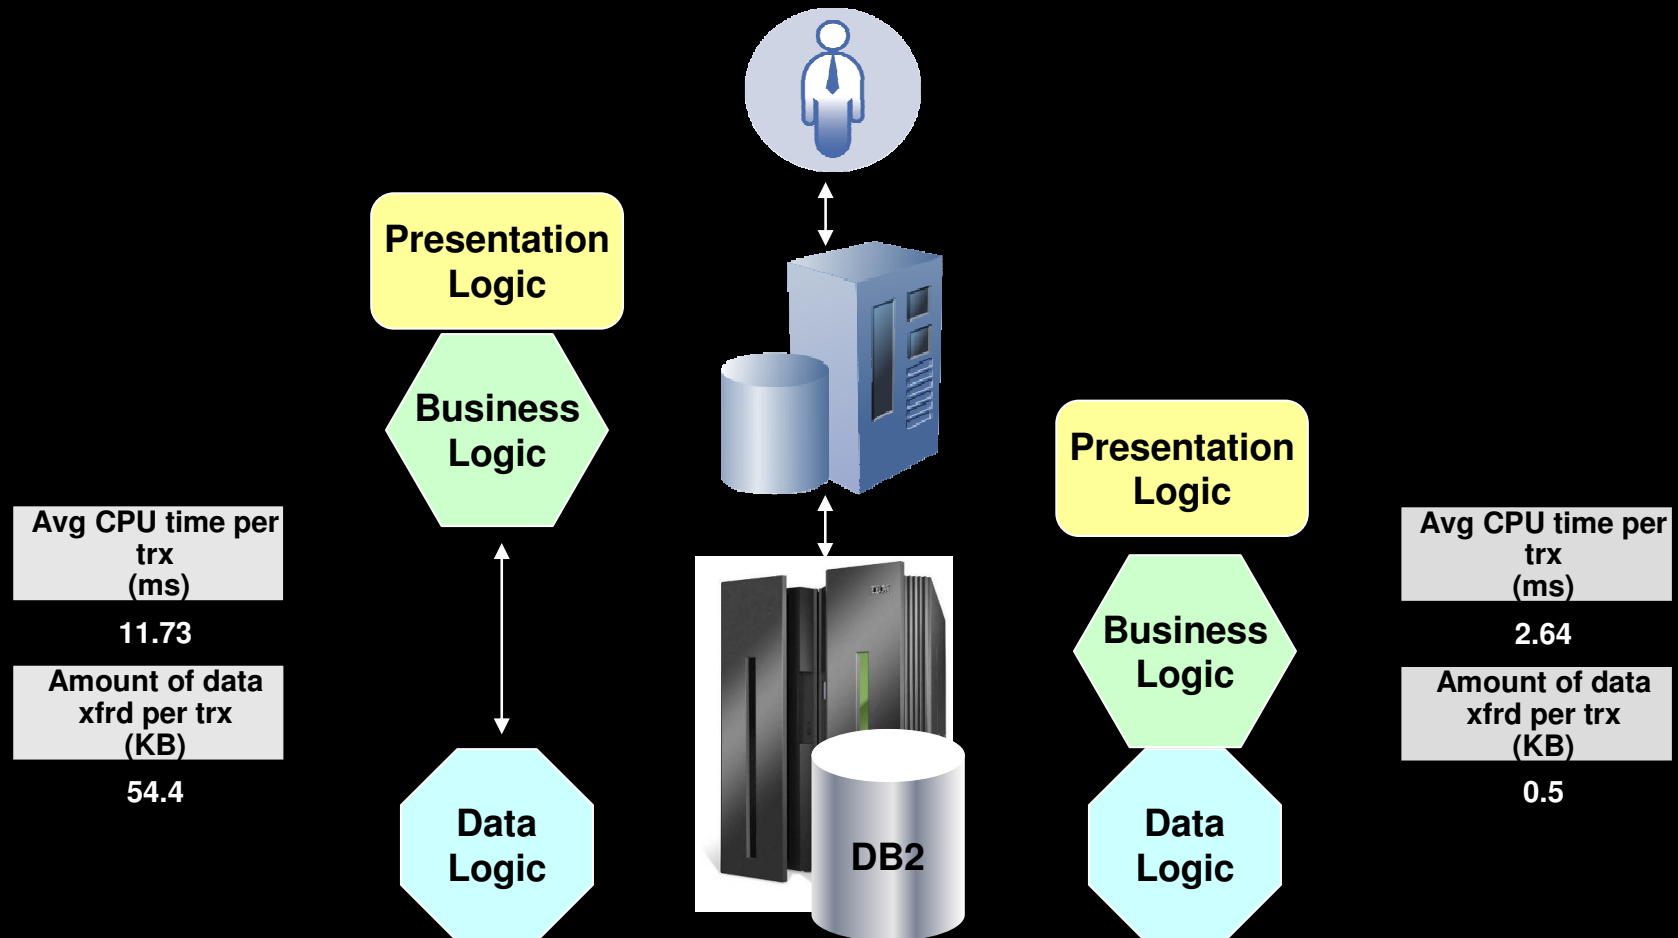 Presentation
Logic
Business
Logic
Avg CPU time per
trx
(ms)
11.73
Amount of data
xfrd per trx
(KB)
54.4
Data
Logic
DB2
Presentation
Logic
Business
Logic
Data
Logic
Avg CPU time per
trx
(ms)
2.64
Amount of data
xfrd per trx
(KB)
0.5